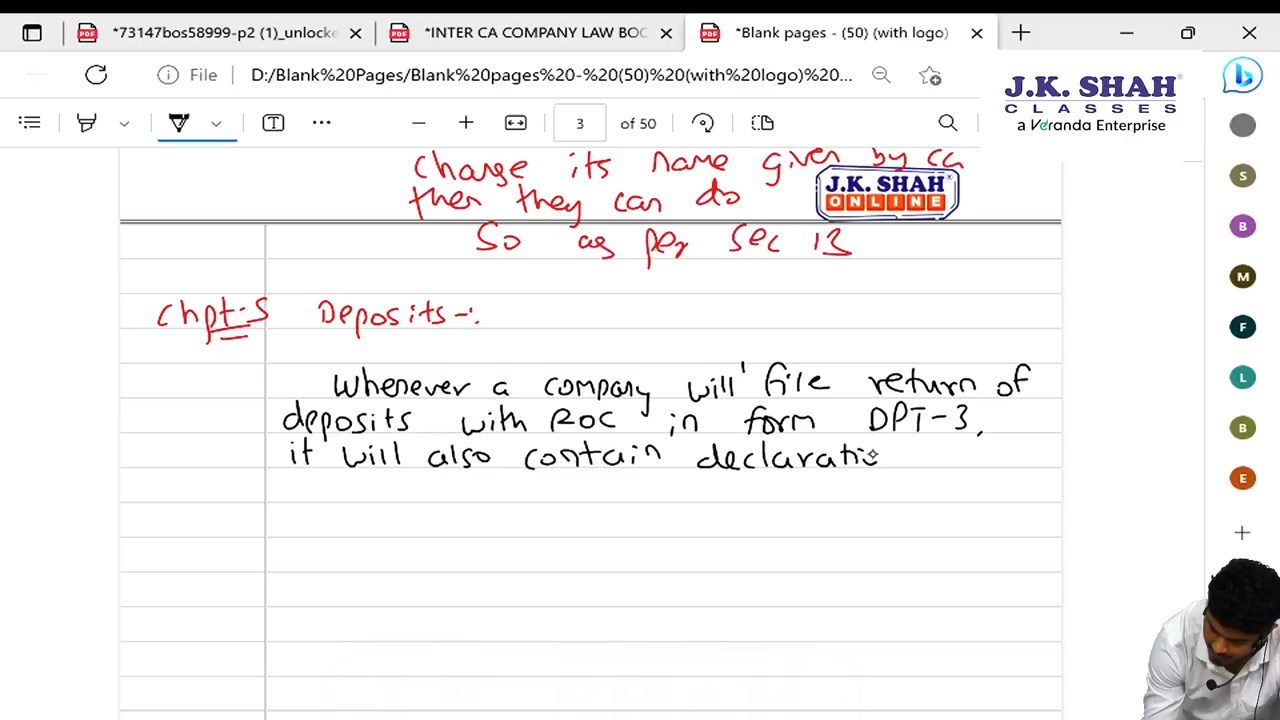 *73147bos58999-p2 (1)_unlocke
*INTER CA COMPANY LAW BOC
*Blank pages - (50) (with logo)
File
D:/Blank%20Pages/Blank%20pages%20-%20(50)%20(with%20logo)%20...
J.K. SHAH
CLASSES
a Veranda Enterprise
3 of 50
change its name given by CG
then they can do
J.K. SHAH
ONLINE
So as per sec 13
Chpt-5 Deposits-:
Whenever a company will file return of
deposits with ROC in form DPT-3,
it will also contain declaratio
S
B
M
F
L
B
E
J.K. SHAH